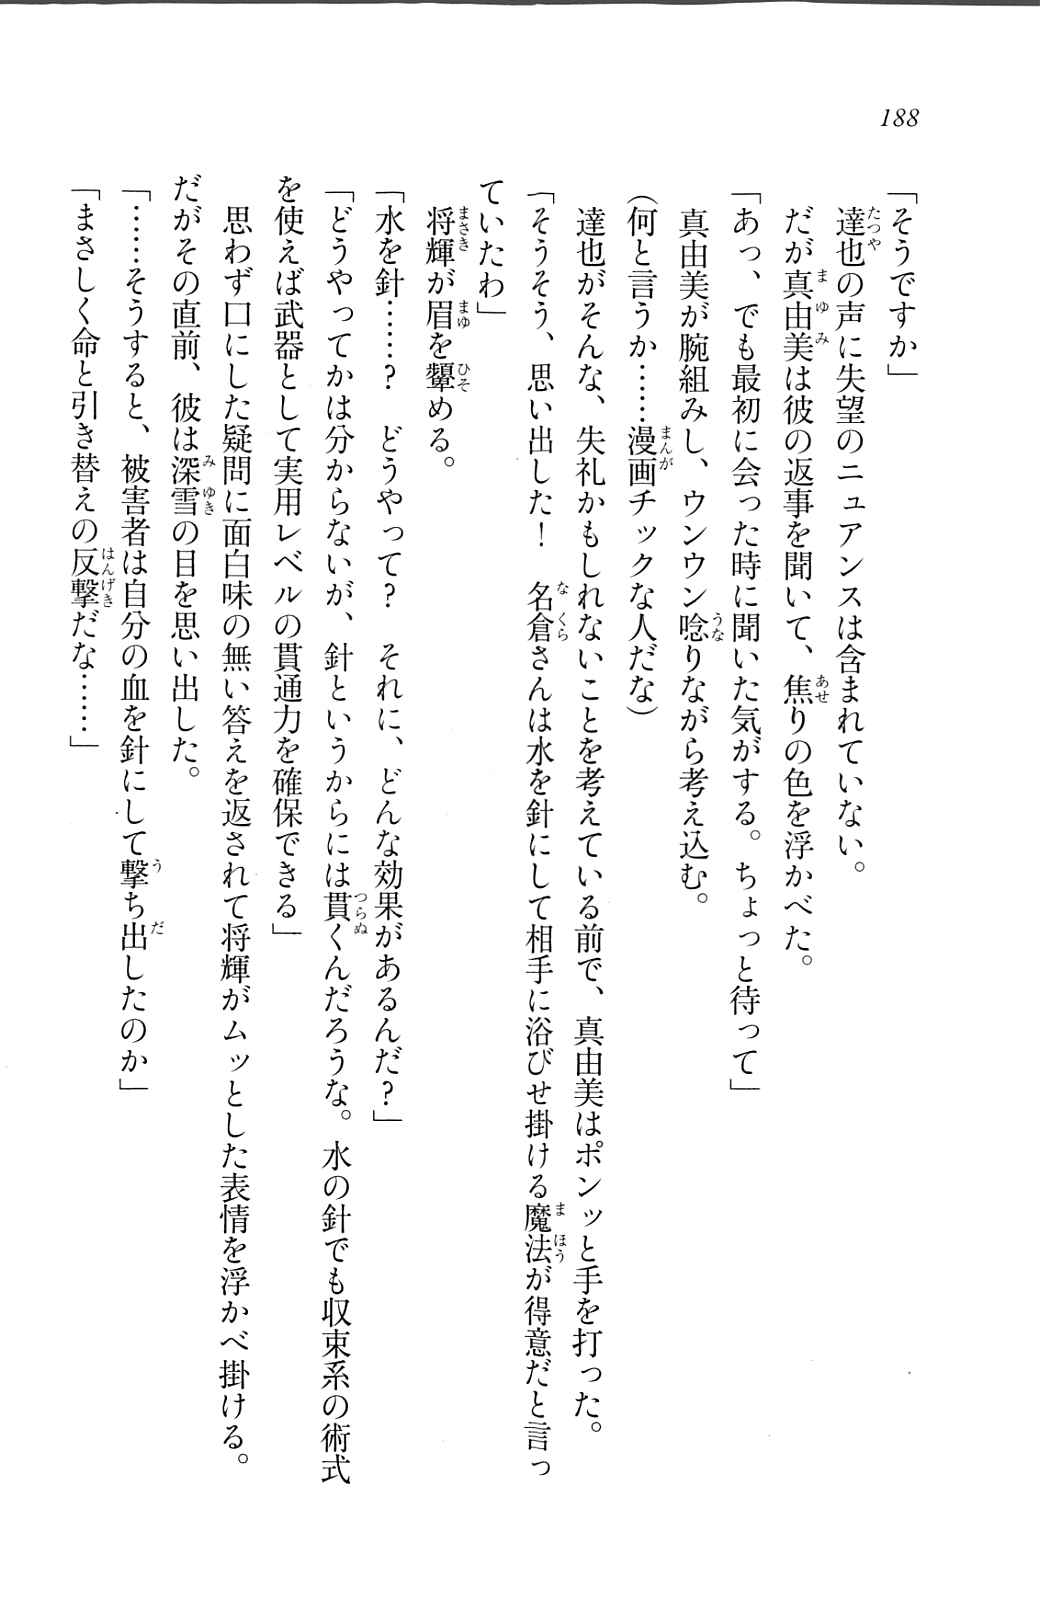 188
「そうですか」
達也の声に失望のニュアンスは含まれていない。
だが真由美は彼の返事を聞いて、焦りの色を浮かべた。
「あっ、でも最初に会った時に聞いた気がする。ちょっと待って」
真由美が腕組みし、ウンウン唸りながら考え込む。
(何と言うか……漫画チックな人だな)
達也がそんな、失礼かもしれないことを考えている前で、真由美はポンッと手を打った。
「そうそう、思い出した！　名倉さんは水を針にして相手に浴びせ掛ける魔法が得意だと言っ
ていたわ」
将輝が眉を顰める。
「水を針……？　どうやって？　それに、どんな効果があるんだ？」
「どうやってかは分からないが、針というからには貫くんだろうな。水の針でも収束系の術式
を使えば武器として実用レベルの貫通力を確保できる」
思わず口にした疑問に面白味の無い答えを返されて将輝がムッとした表情を浮かべ掛ける。
だがその直前、彼は深雪の目を思い出した。
「……そうすると、被害者は自分の血を針にして撃ち出したのか」
「まさしく命と引き替えの反撃だな……」